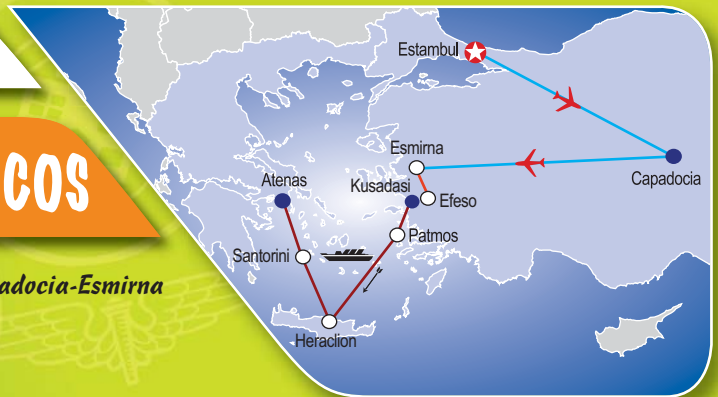 COS
adocia-Esmirna
Estambul
Esmirna
Capadocia
Atenas
Kusadasi
Efeso
Patmos
Santorini
Heraclion